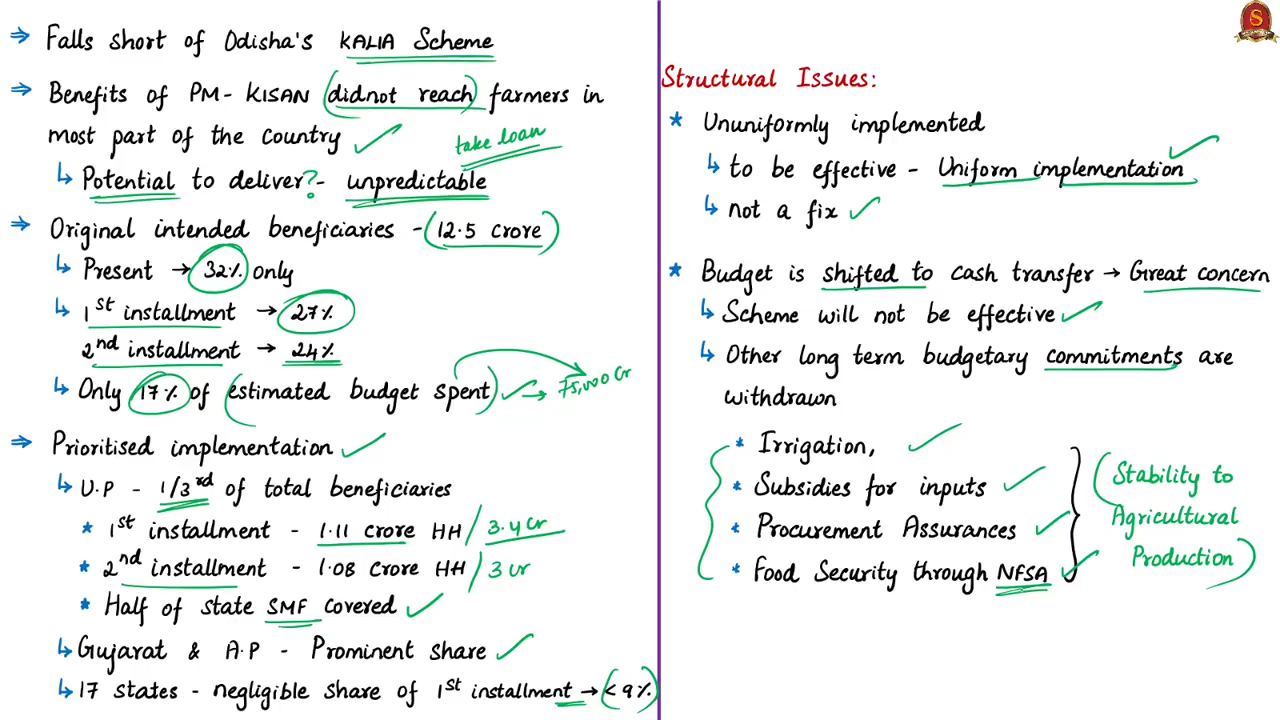 ⇒ Falls short of Odisha's KALIA Scheme
⇒ Benefits of PM-KISAN (didnot reach) farmers in
most part of the country ✓
take loan
↳ Potential to deliver? - unpredictable
⇒ Original intended beneficiaries - (12.5 crore)
↳ Present → 32% only
↳ 1st installment → 27%
2nd installment → 24%
↳ Only 17% of (estimated budget spent) ✓ → 75,000 Cr
⇒ Prioritised implementation ✓
↳ U.P - 1/3rd of total beneficiaries
* 1st installment - 1.11 crore HH / 3.4 Cr
* 2nd installment - 1.08 crore HH / 3 Cr
* Half of state SMF covered ✓
↳ Gujarat & A.P - Prominent share ✓
↳ 17 states - negligible share of 1st installment → (<9%)
S
Structural Issues:
* Ununiformly implemented
↳ to be effective - Uniform implementation ✓
↳ not a fix ✓
* Budget is shifted to cash transfer → Great concern
↳ Scheme will not be effective ✓
↳ Other long term budgetary commitments are
withdrawn
* Irrigation, ✓
* Subsidies for inputs ✓
* Procurement Assurances ✓
* Food Security through NFSA ✓
(Stability to
Agricultural
Production)